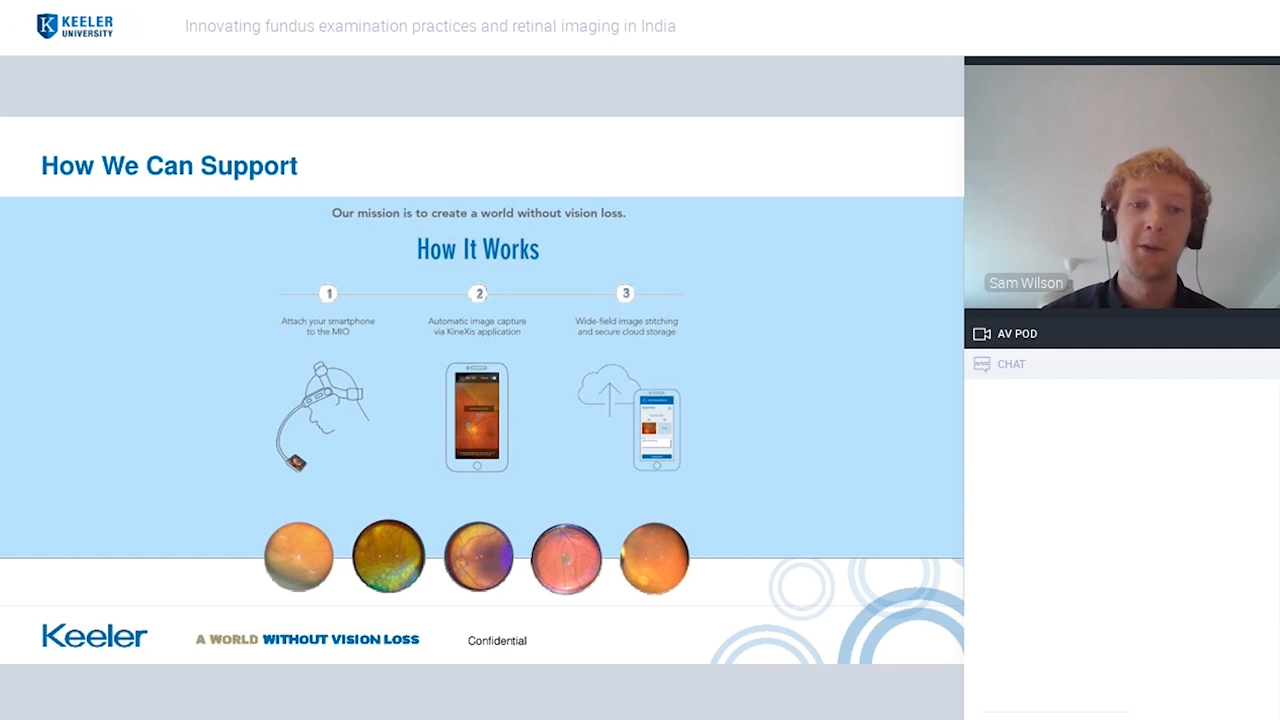 KEELER
UNIVERSITY
Innovating fundus examination practices and retinal imaging in India
How We Can Support
Our mission is to create a world without vision loss.
How It Works
1
2
3
Attach your smartphone
to the MIO
Automatic image capture
via KineXis application
Wide-field image stitching
and secure cloud storage
Keeler
A WORLD WITHOUT VISION LOSS
Confidential
Sam Wilson
AV POD
CHAT